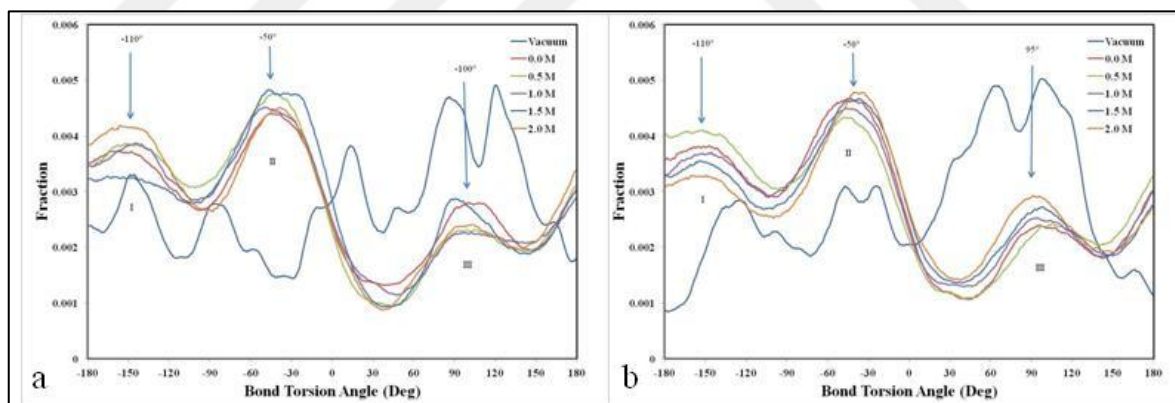 0.006
0.005
0.004
0.003
0.002
0.001
0
Fraction
-110°
-50°
-100°
Vacuum
0.0 M
0.5 M
1.0 M
1.5 M
2.0 M
I
II
III
-180 -150 -120 -90 -60 -30 0 30 60 90 120 150 180
Bond Torsion Angle (Deg)
a
0.006
0.005
0.004
0.003
0.002
0.001
0
Fraction
-110°
-50°
95°
Vacuum
0.0 M
0.5 M
1.0 M
1.5 M
2.0 M
I
II
III
-180 -150 -120 -90 -60 -30 0 30 60 90 120 150 180
Bond Torsion Angle (Deg)
b